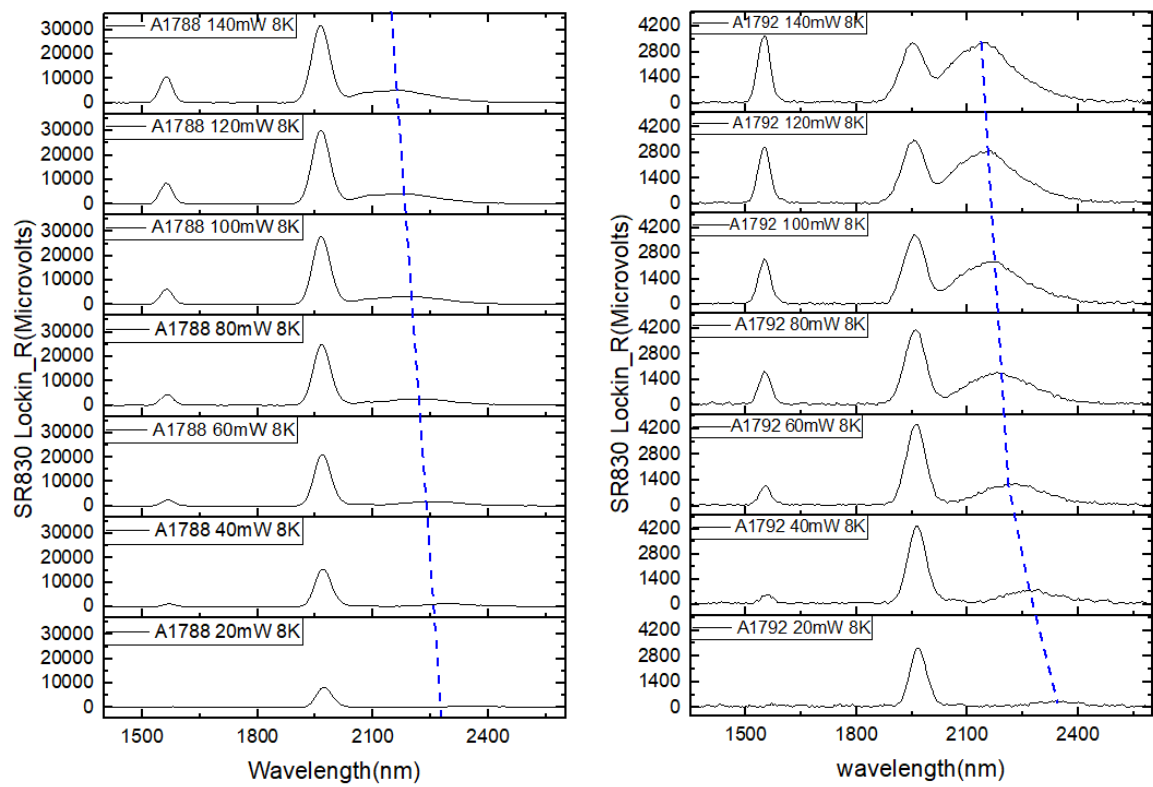 SR830 Lockin_R(Microvolts)
A1788 140mW 8K
30000
20000
10000
0
A1788 120mW 8K
30000
20000
10000
0
A1788 100mW 8K
30000
20000
10000
0
A1788 80mW 8K
30000
20000
10000
0
A1788 60mW 8K
30000
20000
10000
0
A1788 40mW 8K
30000
20000
10000
0
A1788 20mW 8K
30000
20000
10000
0
1500 1800 2100 2400
Wavelength(nm)
SR830 Lockin_R(Microvolts)
A1792 140mW 8K
4200
2800
1400
0
A1792 120mW 8K
4200
2800
1400
0
A1792 100mW 8K
4200
2800
1400
0
A1792 80mW 8K
4200
2800
1400
0
A1792 60mW 8K
4200
2800
1400
0
A1792 40mW 8K
4200
2800
1400
0
A1792 20mW 8K
4200
2800
1400
0
1500 1800 2100 2400
wavelength(nm)